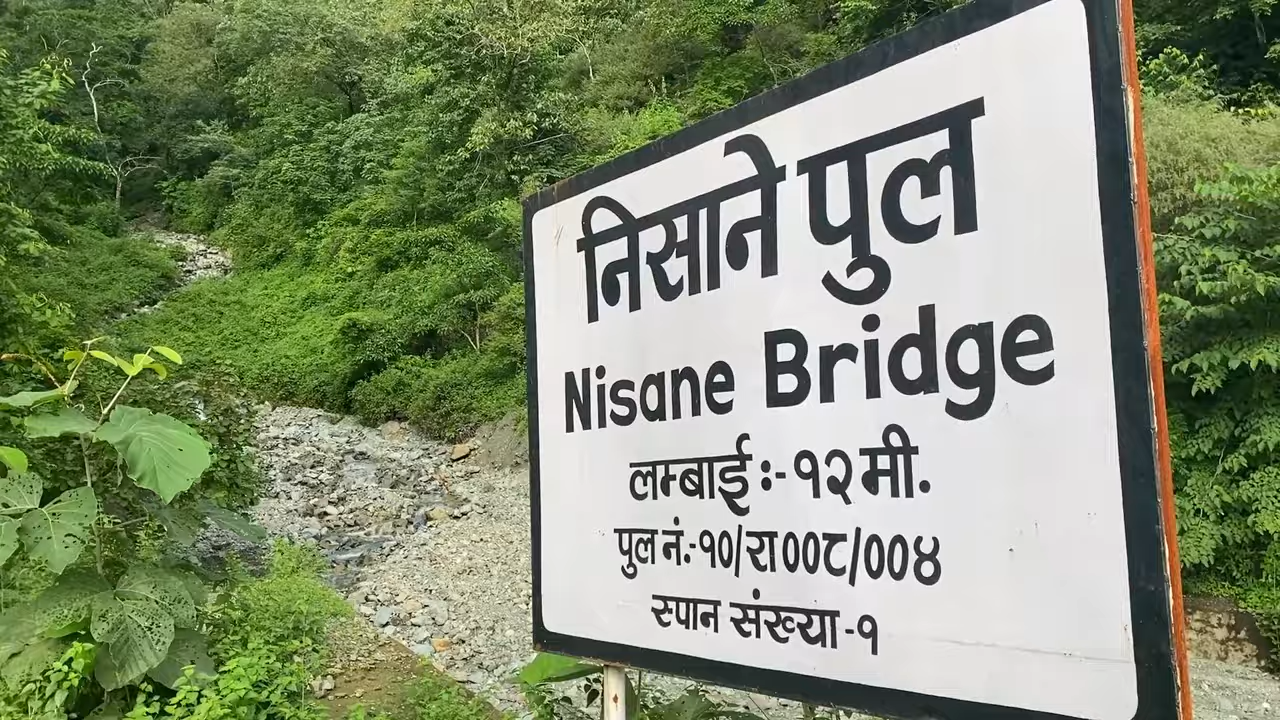 निसाने पुल
Nisane Bridge
लम्बाई :- १२ मी.
पुल नं.-१०/रा००८/००४
स्पान संख्या -१